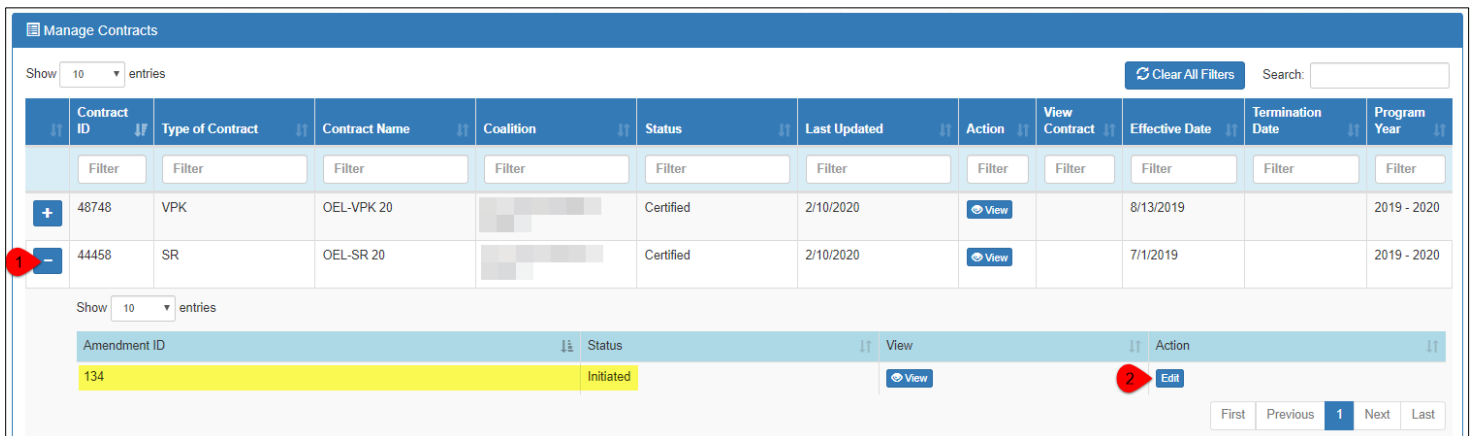 Manage Contracts
Show 10 entries Clear All Filters Search:
Contract ID Type of Contract Contract Name Coalition Status Last Updated Action View Contract Effective Date Termination Date Program Year
Filter Filter Filter Filter Filter Filter Filter Filter Filter Filter Filter
+ 48748 VPK OEL-VPK 20 Certified 2/10/2020 View 8/13/2019 2019 - 2020
1 - 44458 SR OEL-SR 20 Certified 2/10/2020 View 7/1/2019 2019 - 2020
Show 10 entries
Amendment ID Status View Action
134 Initiated View 2 Edit
First Previous 1 Next Last